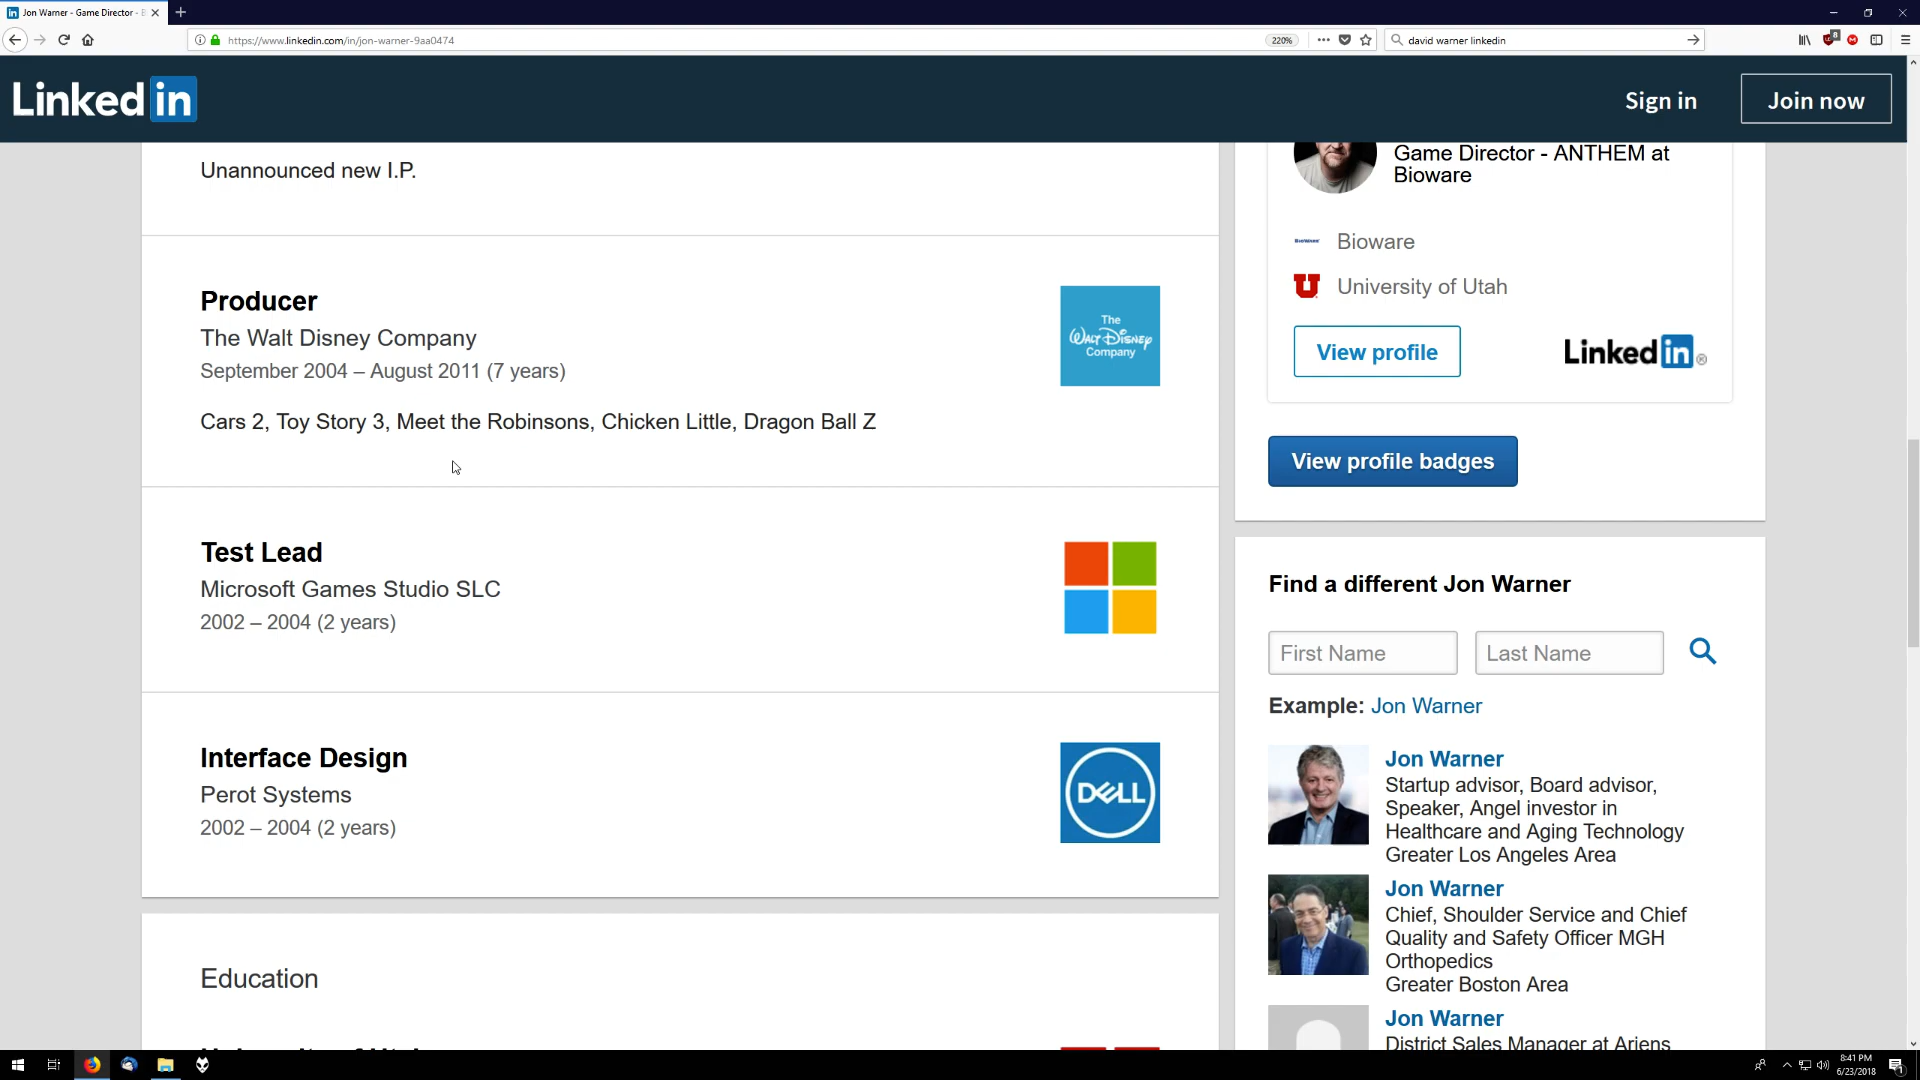 Jon Warner - Game Director -
https://www.linkedin.com/in/jon-warner-9aa0474
220%
david warner linkedin
8
Linked in
Sign in
Join now
Unannounced new I.P.
Producer
The Walt Disney Company
September 2004 – August 2011 (7 years)
The
Walt Disney
Company
Cars 2, Toy Story 3, Meet the Robinsons, Chicken Little, Dragon Ball Z
Test Lead
Microsoft Games Studio SLC
2002 – 2004 (2 years)
Interface Design
Perot Systems
2002 – 2004 (2 years)
DELL
Education
Game Director - ANTHEM at
Bioware
Bioware
University of Utah
View profile
Linked in ®
View profile badges
Find a different Jon Warner
First Name
Last Name
Example: Jon Warner
Jon Warner
Startup advisor, Board advisor,
Speaker, Angel investor in
Healthcare and Aging Technology
Greater Los Angeles Area
Jon Warner
Chief, Shoulder Service and Chief
Quality and Safety Officer MGH
Orthopedics
Greater Boston Area
Jon Warner
District Sales Manager at Ariens
8:41 PM
6/23/2018